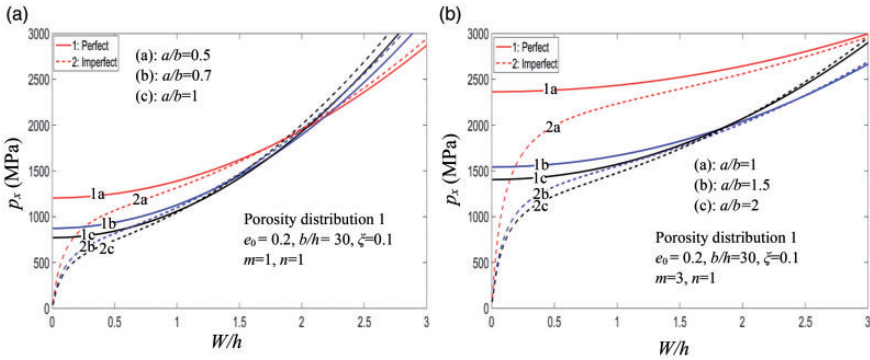 (a)
3000
2500
2000
1500
1000
500
0
0
0.5
1
1.5
2
2.5
3
p_x (MPa)
W/h
1: Perfect
2: Imperfect
(a): a/b=0.5
(b): a/b=0.7
(c): a/b=1
1a
2a
1b
1c
2b
2c
Porosity distribution 1
e₀ = 0.2, b/h= 30, ξ=0.1
m=1, n=1
(b)
3000
2500
2000
1500
1000
500
0
0
0.5
1
1.5
2
2.5
3
p_x (MPa)
W/h
1: Perfect
2: Imperfect
1a
2a
1b
1c
2b
2c
(a): a/b=1
(b): a/b=1.5
(c): a/b=2
Porosity distribution 1
e₀ = 0.2, b/h=30, ξ=0.1
m=3, n=1